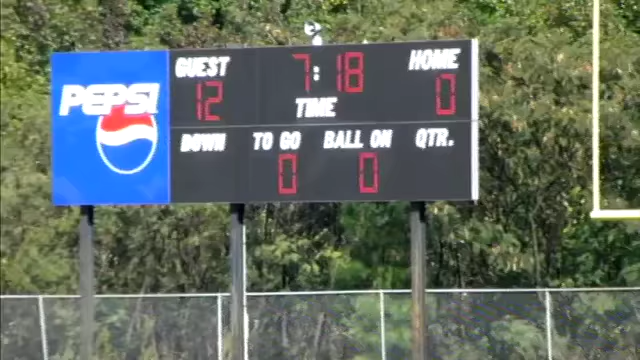 GUEST 7:18 HOME
PEPSI
12 TIME 0
DOWN TO GO BALL ON QTR.
0 0